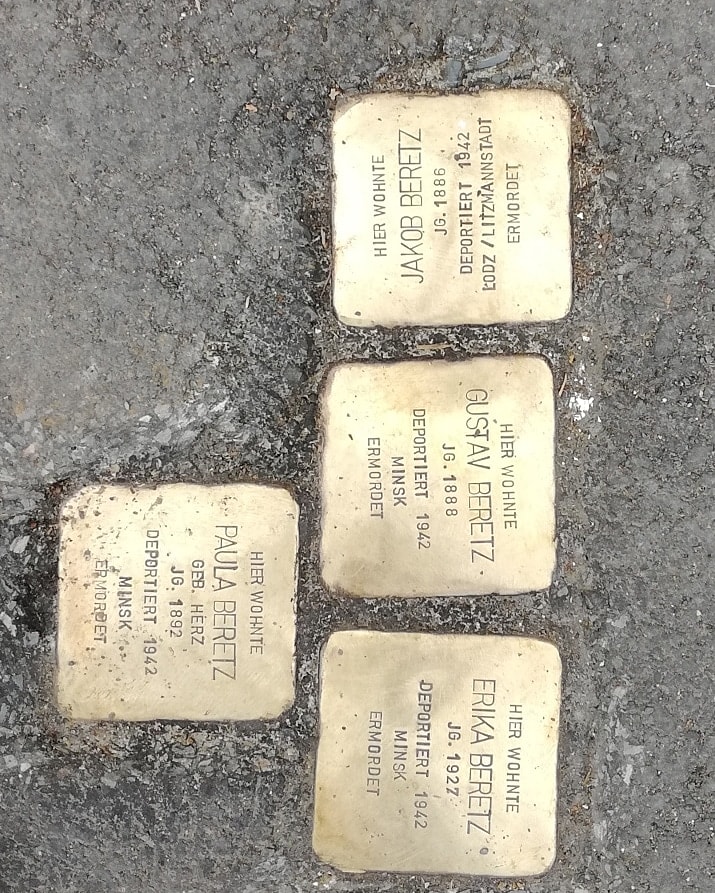 HIER WOHNTE
JAKOB BERETZ
JG. 1886
DEPORTIERT 1942
ŁODZ / LITZMANNSTADT
ERMORDET
HIER WOHNTE
GUSTAV BERETZ
JG. 1888
DEPORTIERT 1942
MINSK
ERMORDET
HIER WOHNTE
PAULA BERETZ
GEB. HERZ
JG. 1892
DEPORTIERT 1942
MINSK
ERMORDET
HIER WOHNTE
ERIKA BERETZ
JG. 1927
DEPORTIERT 1942
MINSK
ERMORDET